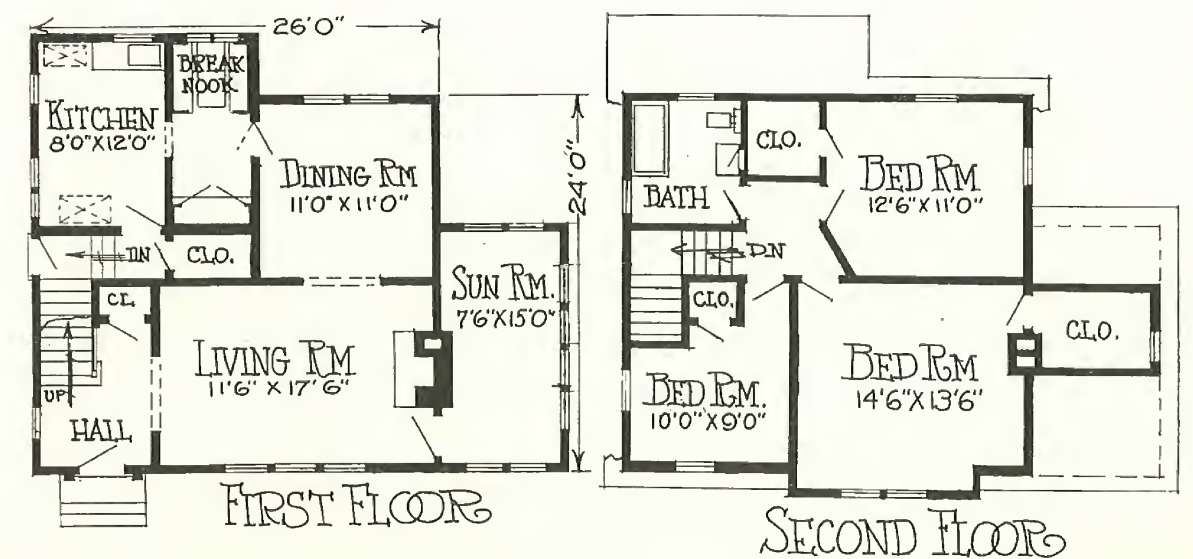 26'0"
BREAK
NOOK
KITCHEN
8'0"X12'0"
DINING RM
11'0" X 11'0"
24'0"
DN
CLO.
CL.
SUN RM.
7'6"X15'0"
LIVING RM
11'6" X 17'6"
UP
HALL
FIRST FLOOR
CLO.
BED RM
12'6"X11'0"
BATH
DN
CLO.
CLO.
BED RM
14'6"X13'6"
BED RM.
10'0"X9'0"
SECOND FLOOR